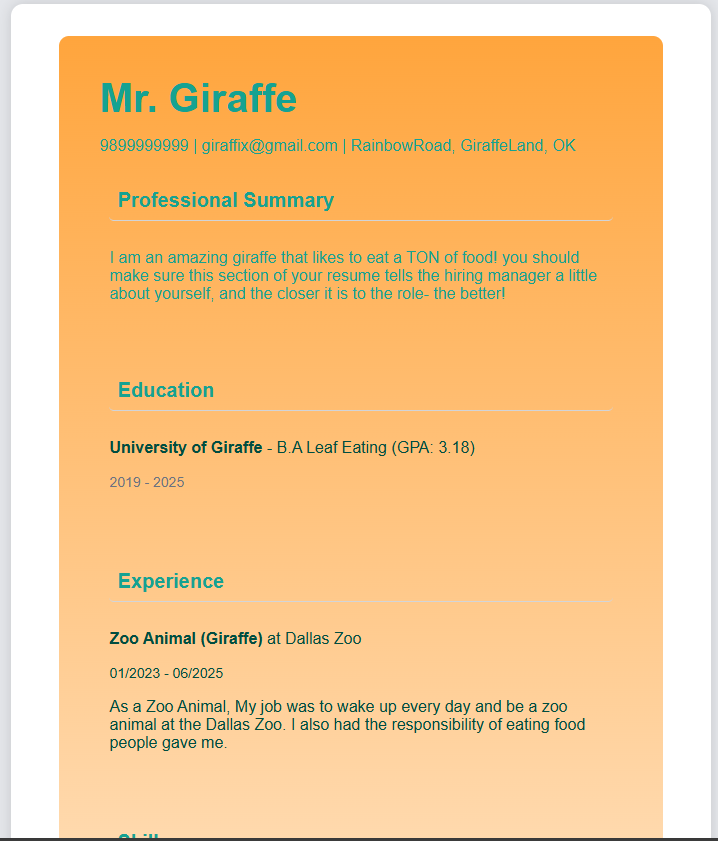 Mr. Giraffe
9899999999 | giraffix@gmail.com | RainbowRoad, GiraffeLand, OK
Professional Summary
I am an amazing giraffe that likes to eat a TON of food! you should
make sure this section of your resume tells the hiring manager a little
about yourself, and the closer it is to the role- the better!
Education
University of Giraffe - B.A Leaf Eating (GPA: 3.18)
2019 - 2025
Experience
Zoo Animal (Giraffe) at Dallas Zoo
01/2023 - 06/2025
As a Zoo Animal, My job was to wake up every day and be a zoo
animal at the Dallas Zoo. I also had the responsibility of eating food
people gave me.